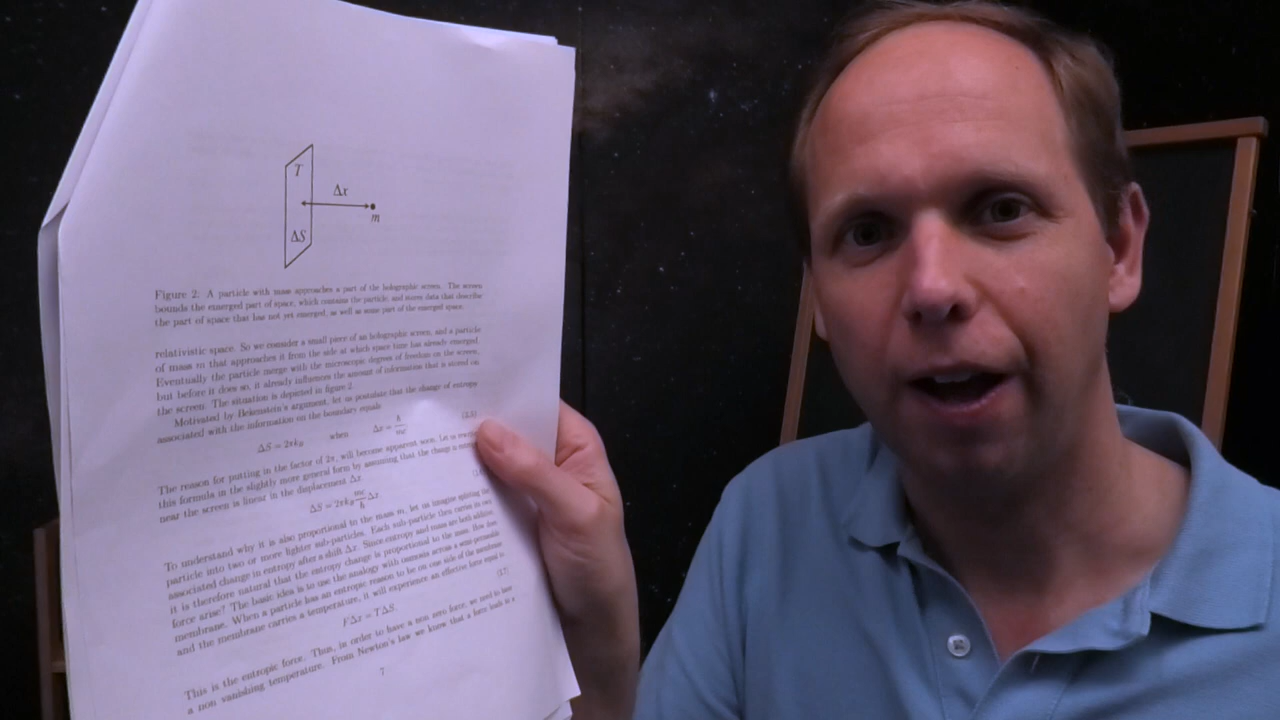 T
Δx
m
ΔS
Figure 2: A particle with mass approaches a part of the holographic screen. The screen
bounds the emerged part of space, which contains the particle, and stores data that describe
the part of space that has not yet emerged, as well as some part of the emerged space.
relativistic space. So we consider a small piece of an holographic screen, and a particle
of mass m that approaches it from the side at which space time has already emerged.
Eventually the particle merge with the microscopic degrees of freedom on the screen,
but before it does so, it already influences the amount of information that is stored on
the screen. The situation is depicted in figure 2.
Motivated by Bekenstein's argument, let us postulate that the change of entropy
associated with the information on the boundary equals
ΔS = 2πk_B when Δx = ℏ/mc
The reason for putting in the factor of 2π, will become apparent soon. Let us
this formula in the slightly more general form by assuming that the change in
near the screen is linear in the displacement Δx.
ΔS = 2πk_B mc/ℏ Δx.
To understand why it is also proportional to the mass m, let us imagine splitting the
particle into two or more lighter sub-particles. Each sub-particle then carries its own
associated change in entropy after a shift Δx. Since entropy and mass are both additive,
it is therefore natural that the entropy change is proportional to the mass. How does
force arise? The basic idea is to use the analogy with osmosis across a semi-permeable
membrane. When a particle has an entropic reason to be on one side of the membrane
and the membrane carries a temperature, it will experience an effective force equal to
FΔx = TΔS. (3.7)
This is the entropic force. Thus, in order to have a non zero force, we need to have
a non vanishing temperature. From Newton's law we know that a force leads to a
7